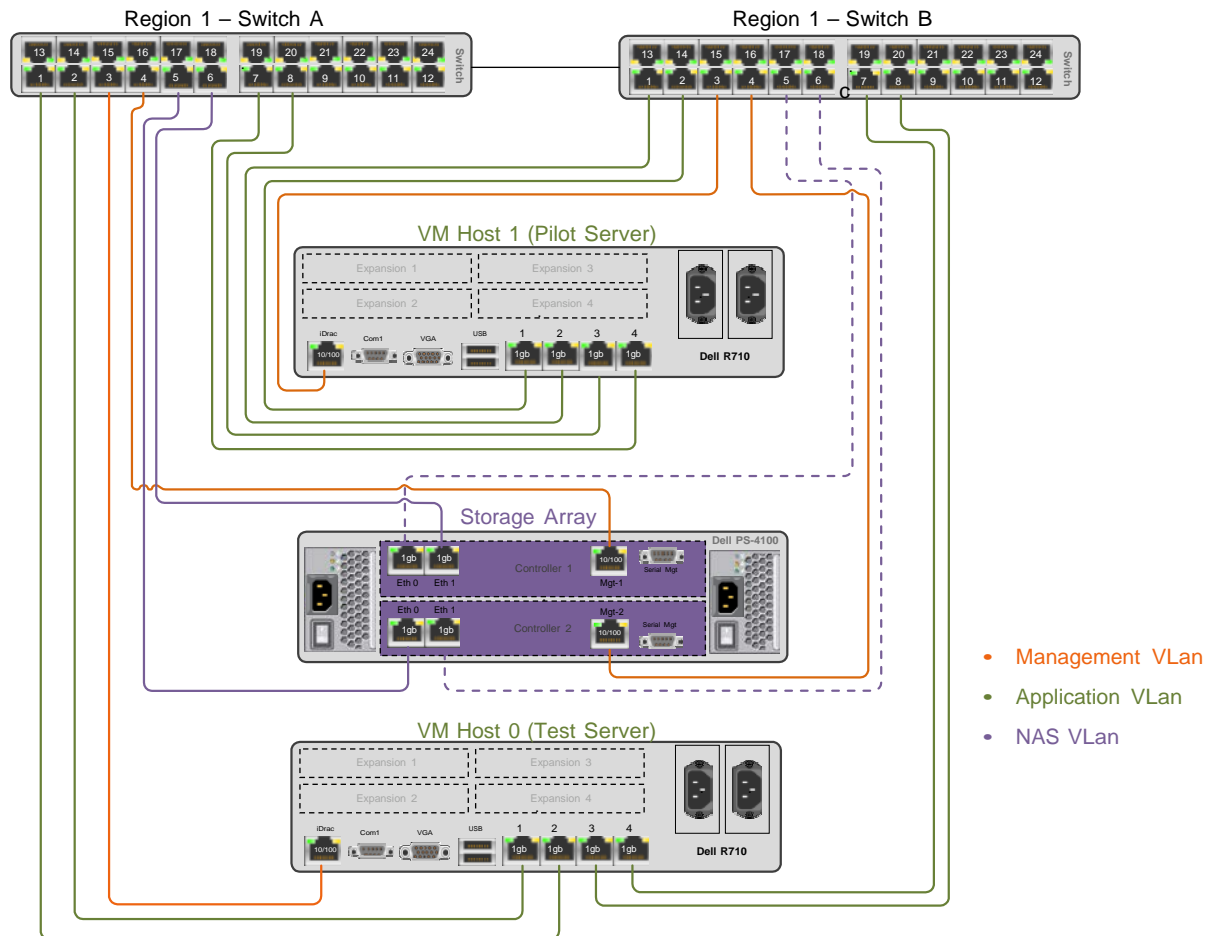 Region 1 – Switch A
Region 1 – Switch B
13 14 15 16 17 18 19 20 21 22 23 24
1 2 3 4 5 6 7 8 9 10 11 12
Switch
13 14 15 16 17 18 19 20 21 22 23 24
1 2 3 4 5 6 7 8 9 10 11 12
Switch
C
VM Host 1 (Pilot Server)
Expansion 1
Expansion 3
Expansion 2
Expansion 4
iDrac
Com1
VGA
USB
1 2 3 4
10/100
1gb 1gb 1gb 1gb
Dell R710
Storage Array
Dell PS-4100
1gb 1gb
10/100
Controller 1
Serial Mgt
Eth 0 Eth 1
Mgt-1
Eth 0 Eth 1
Mgt-2
1gb 1gb
Controller 2
10/100
Serial Mgt
• Management VLan
• Application VLan
• NAS VLan
VM Host 0 (Test Server)
Expansion 1
Expansion 3
Expansion 2
Expansion 4
iDrac
Com1
VGA
USB
1 2 3 4
10/100
1gb 1gb 1gb 1gb
Dell R710